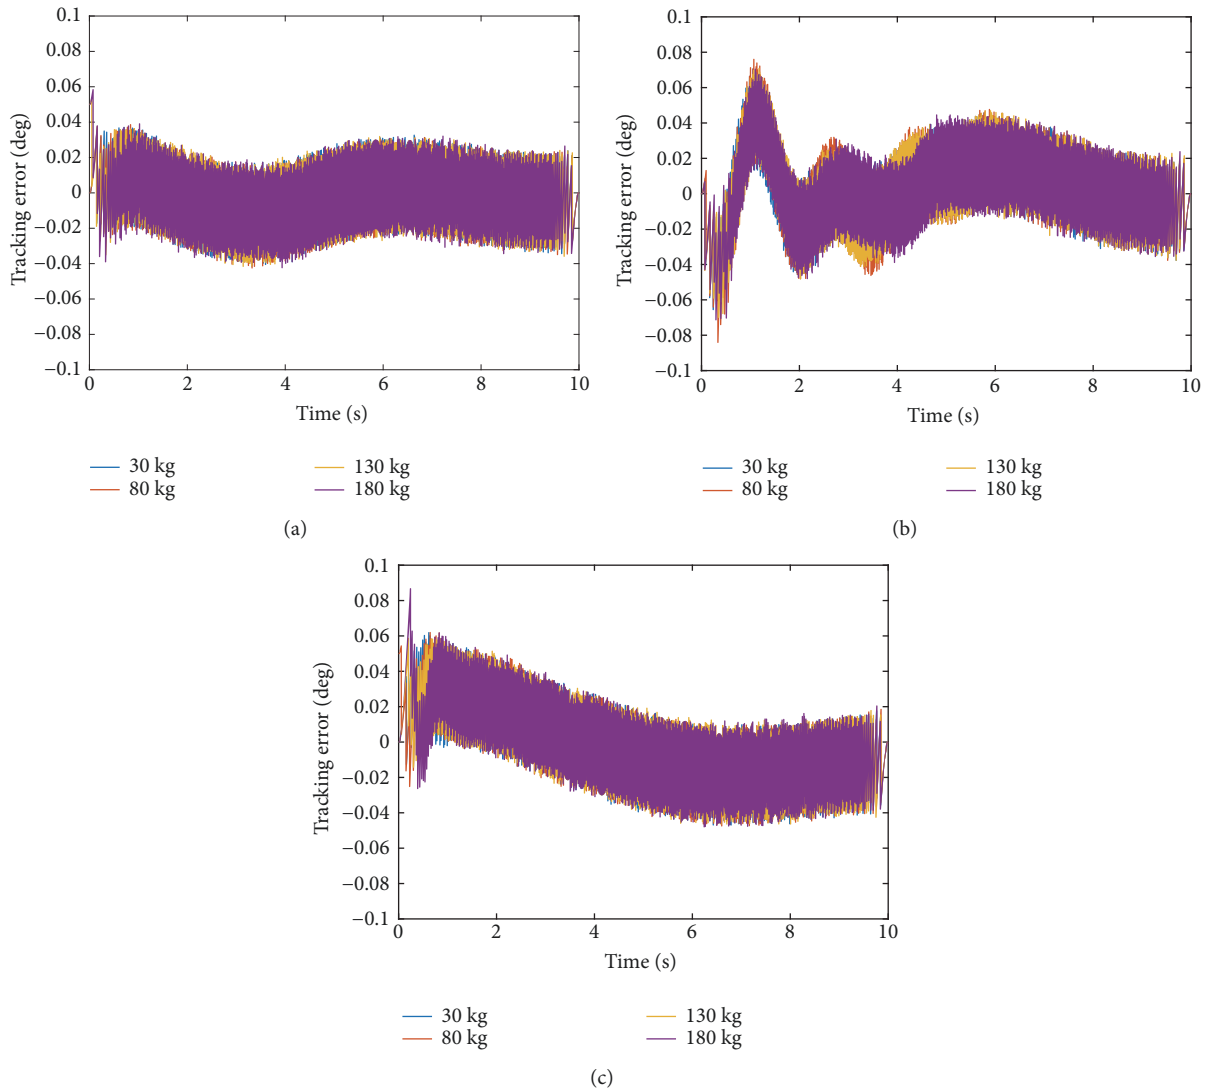 0.1
0.08
0.06
0.04
0.02
0
−0.02
−0.04
−0.06
−0.08
−0.1
Tracking error (deg)
0 2 4 6 8 10
Time (s)
30 kg
80 kg
130 kg
180 kg
(a)
0.1
0.08
0.06
0.04
0.02
0
−0.02
−0.04
−0.06
−0.08
−0.1
Tracking error (deg)
0 2 4 6 8 10
Time (s)
30 kg
80 kg
130 kg
180 kg
(b)
0.1
0.08
0.06
0.04
0.02
0
−0.02
−0.04
−0.06
−0.08
−0.1
Tracking error (deg)
0 2 4 6 8 10
Time (s)
30 kg
80 kg
130 kg
180 kg
(c)